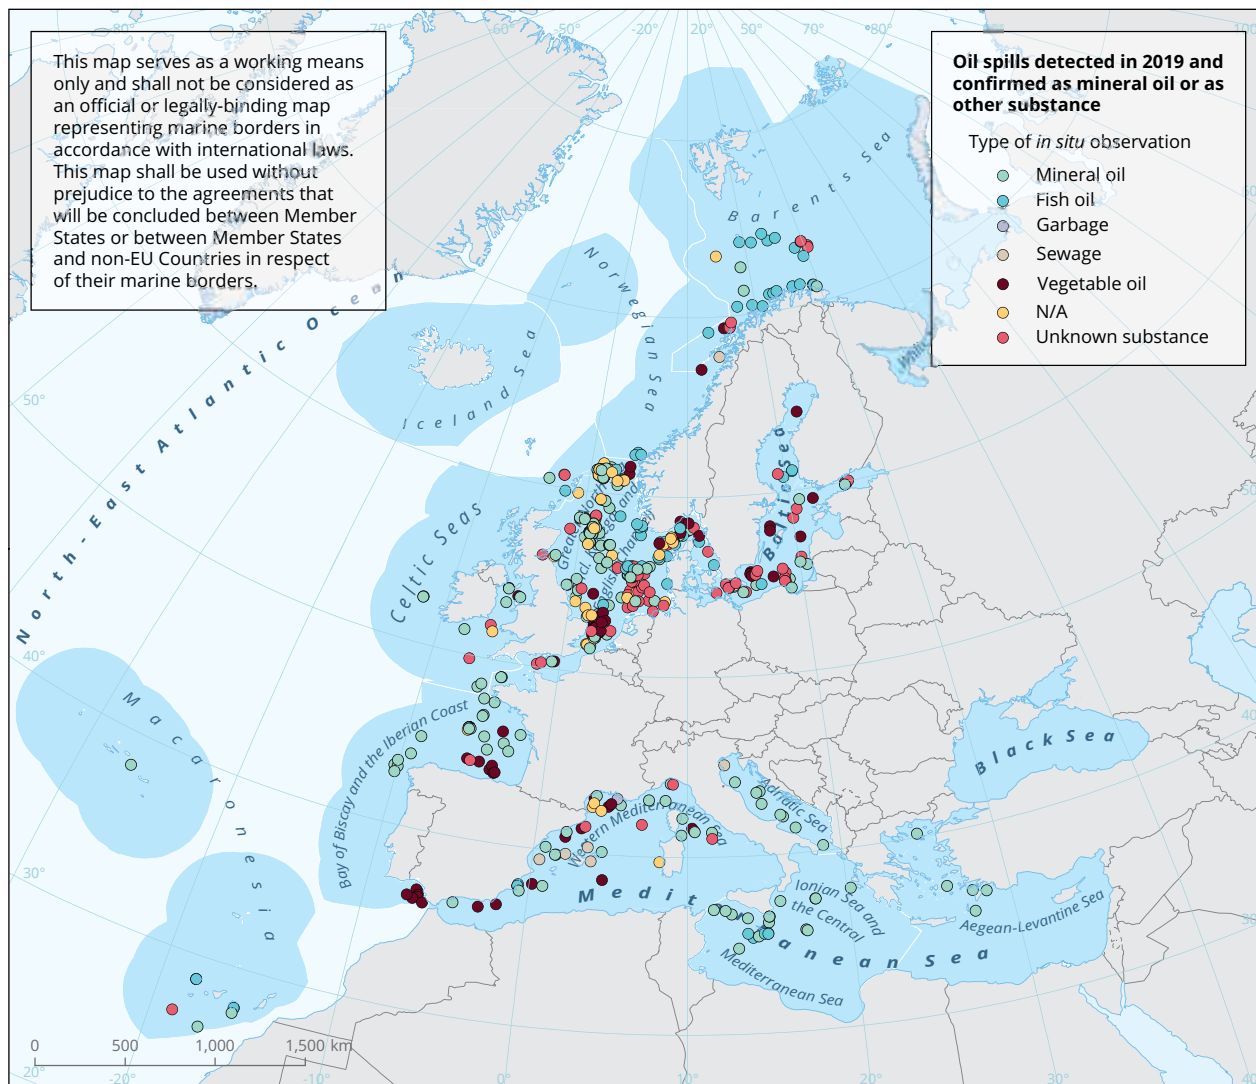 -70°
-60°
-50°
-20°
20°
70°
80°
This map serves as a working means
only and shall not be considered as
an official or legally-binding map
representing marine borders in
accordance with international laws.
This map shall be used without
prejudice to the agreements that
will be concluded between Member
States or between Member States
and non-EU Countries in respect
of their marine borders.
Oil spills detected in 2019 and
confirmed as mineral oil or as
other substance
Type of in situ observation
Mineral oil
Fish oil
Garbage
Sewage
Vegetable oil
N/A
Unknown substance
Barents Sea
Norwegian Sea
Iceland Sea
North-East Atlantic Ocean
50°
Celtic Seas
Baltic Sea
40°
Macaronesia
Bay of Biscay and the Iberian Coast
Black Sea
Adriatic Sea
Western Mediterranean Sea
30°
Ionian Sea and
the Central
Mediterranean Sea
Aegean-Levantine Sea
Mediterranean Sea
0
500
1,000
1,500 km
-20°
-10°
0°
10°
20°
30°